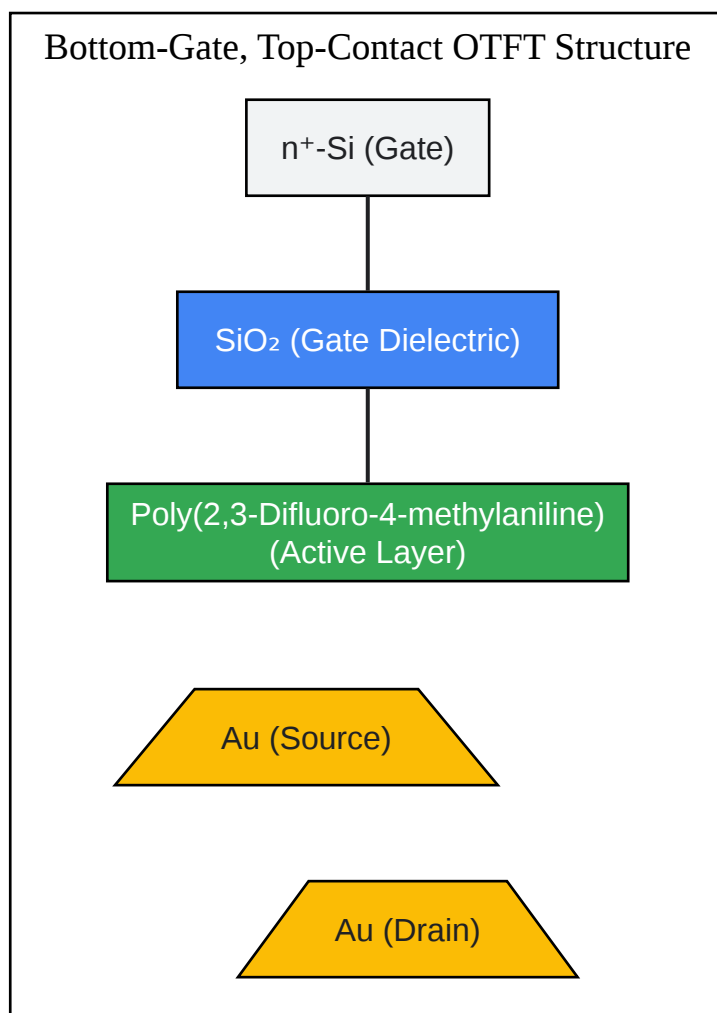 Bottom-Gate, Top-Contact OTFT Structure
n⁺-Si (Gate)
SiO₂ (Gate Dielectric)
Poly(2,3-Difluoro-4-methylaniline)
(Active Layer)
Au (Source)
Au (Drain)